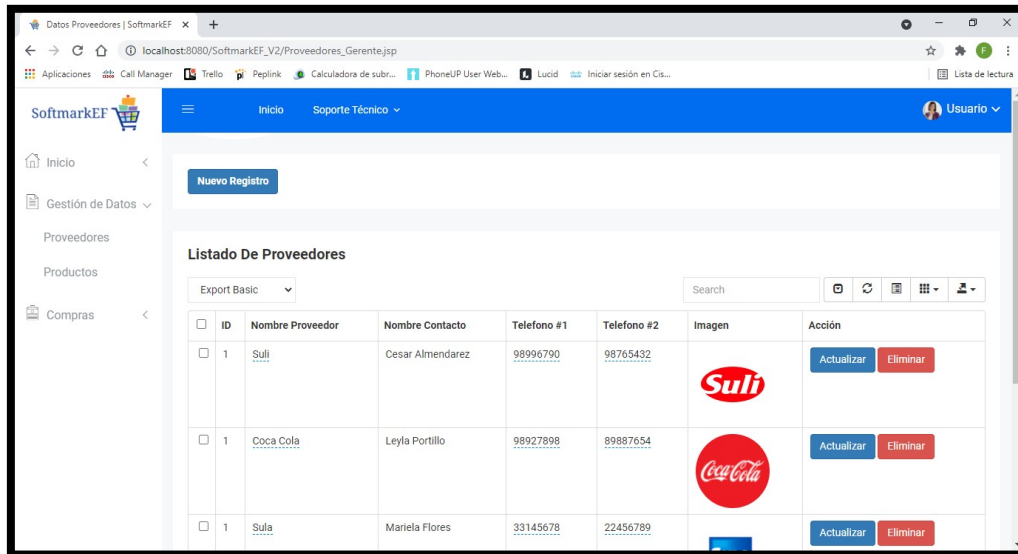 Datos Proveedores | SoftmarkEF
localhost:8080/SoftmarkEF_V2/Proveedores_Gerente.jsp
F
Aplicaciones Call Manager Trello Peplink Calculadora de subr... PhoneUP User Web... Lucid Iniciar sesión en Cis... Lista de lectura
SoftmarkEF
Inicio Soporte Técnico Usuario
Inicio
Gestión de Datos
Proveedores
Productos
Compras
Nuevo Registro
Listado De Proveedores
Export Basic Search
ID Nombre Proveedor Nombre Contacto Telefono #1 Telefono #2 Imagen Acción
1 Suli Cesar Almendarez 98996790 98765432 Suli Actualizar Eliminar
1 Coca Cola Leyla Portillo 98927898 89887654 Coca-Cola Actualizar Eliminar
1 Sula Mariela Flores 33145678 22456789 Actualizar Eliminar